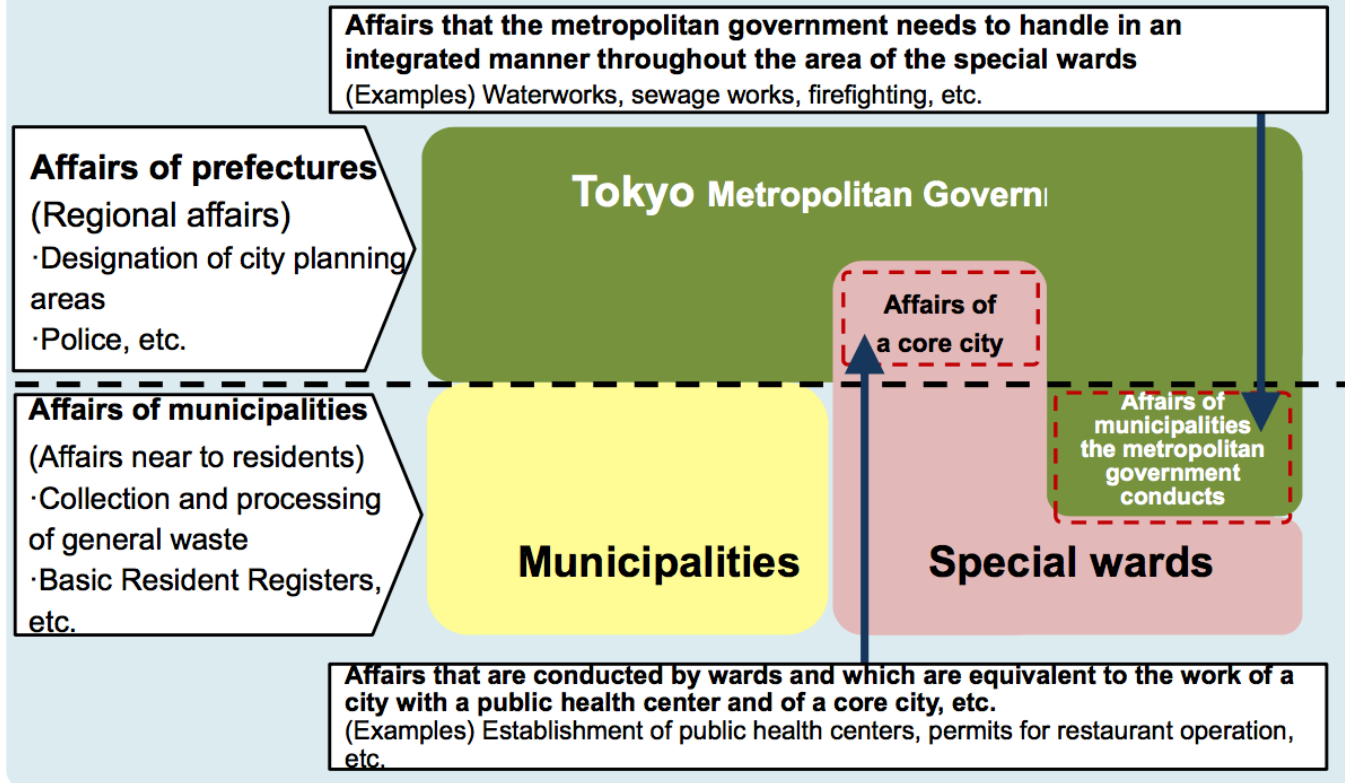 Affairs that the metropolitan government needs to handle in an
integrated manner throughout the area of the special wards
(Examples) Waterworks, sewage works, firefighting, etc.
Affairs of prefectures
(Regional affairs)
·Designation of city planning
areas
·Police, etc.
Tokyo Metropolitan Govern
Affairs of
a core city
Affairs of municipalities
(Affairs near to residents)
·Collection and processing
of general waste
·Basic Resident Registers,
etc.
Municipalities
Special wards
Affairs of
municipalities
the metropolitan
government
conducts
Affairs that are conducted by wards and which are equivalent to the work of a
city with a public health center and of a core city, etc.
(Examples) Establishment of public health centers, permits for restaurant operation,
etc.